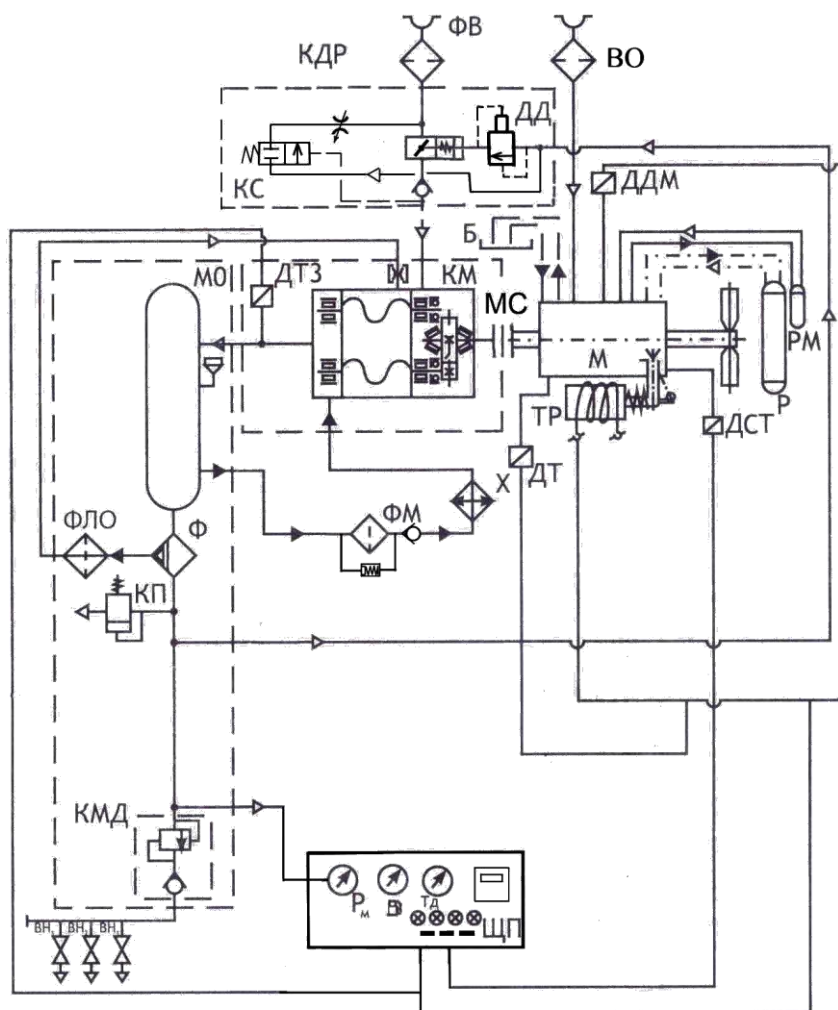 ФВ
КДР
ВО
ДД
КС
ДДМ
Б
МО
ДТЗ
КМ
МС
М
РМ
Р
ТР
ДСТ
ДТ
Х
ФМ
ФЛО
Ф
КП
КМД
Рм
Тд
ЩП
ВН, ВН, ВН,